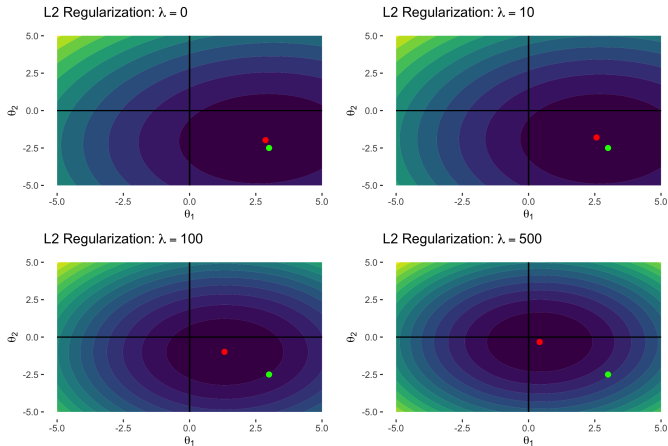 L2 Regularization: λ = 0
5.0
2.5
0.0
-2.5
-5.0
θ2
-5.0 -2.5 0.0 2.5 5.0
θ1
L2 Regularization: λ = 10
5.0
2.5
0.0
-2.5
-5.0
θ2
-5.0 -2.5 0.0 2.5 5.0
θ1
L2 Regularization: λ = 100
5.0
2.5
0.0
-2.5
-5.0
θ2
-5.0 -2.5 0.0 2.5 5.0
θ1
L2 Regularization: λ = 500
5.0
2.5
0.0
-2.5
-5.0
θ2
-5.0 -2.5 0.0 2.5 5.0
θ1